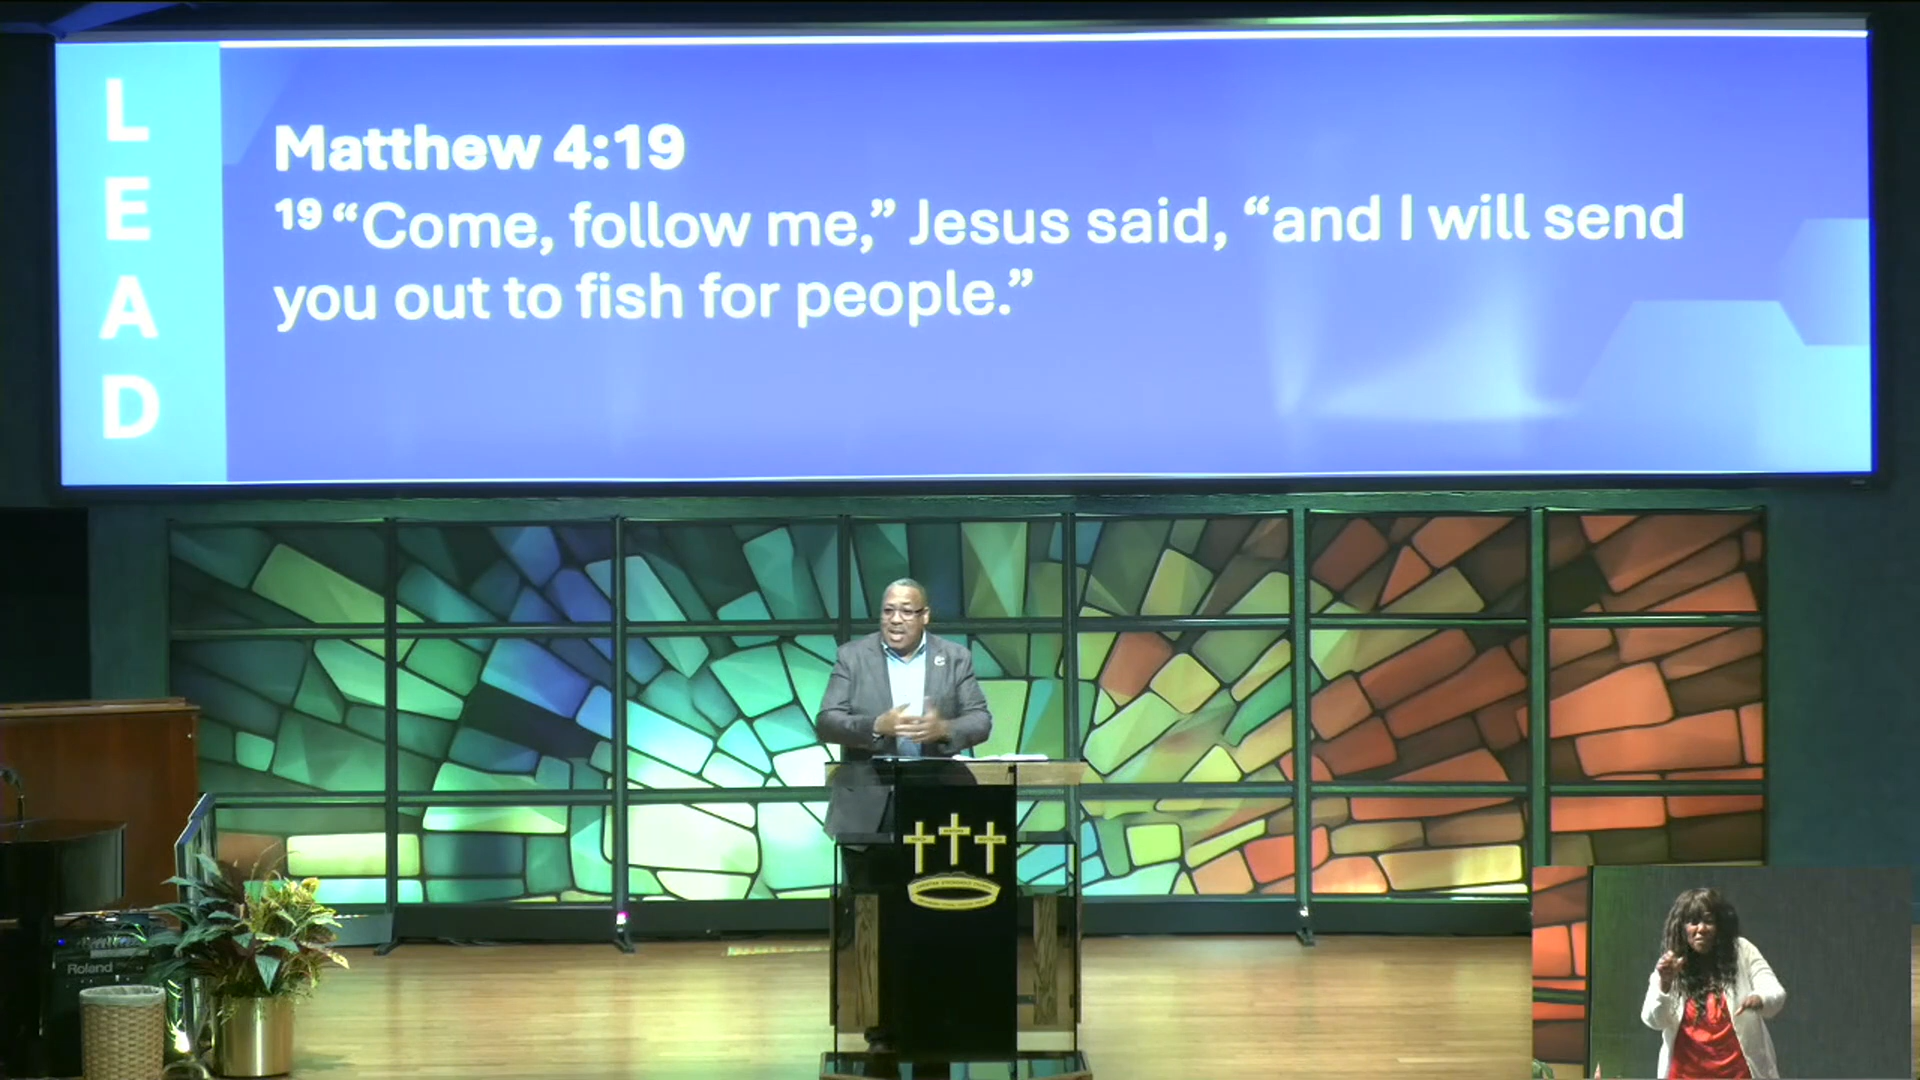 L
E
A
D
Matthew 4:19
19 “Come, follow me,” Jesus said, “and I will send
you out to fish for people.”
Roland